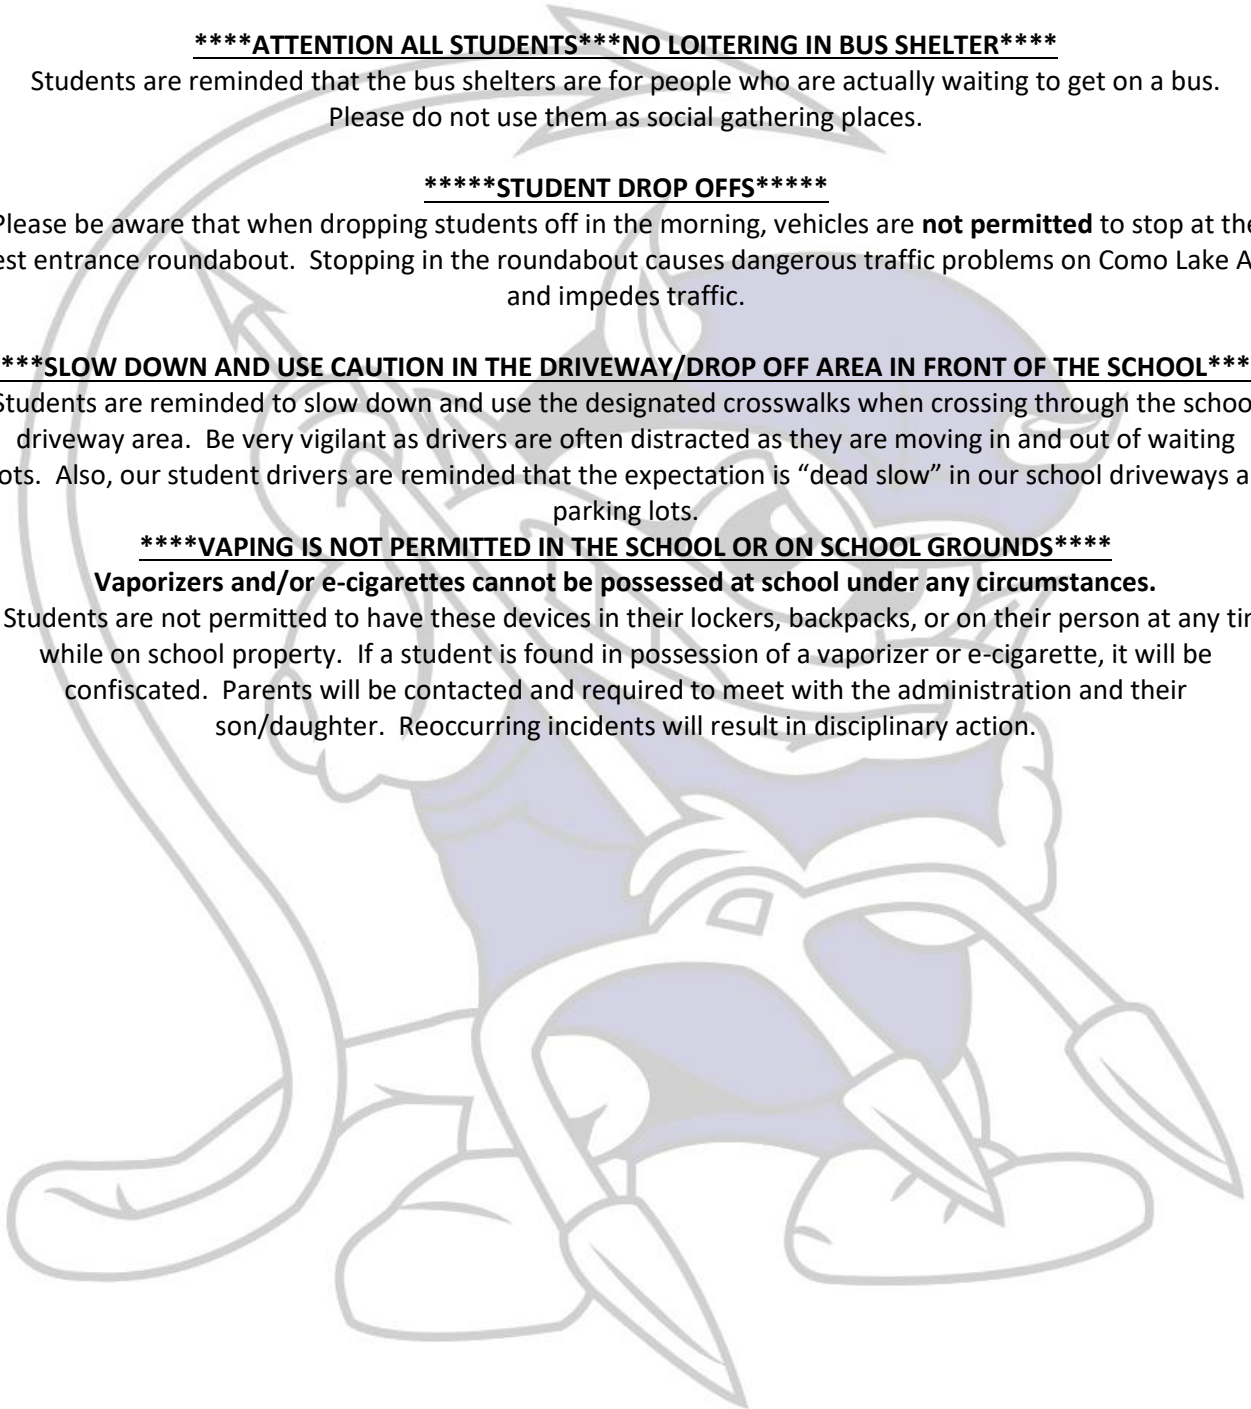 ****ATTENTION ALL STUDENTS***NO LOITERING IN BUS SHELTER****
Students are reminded that the bus shelters are for people who are actually waiting to get on a bus.
Please do not use them as social gathering places.
*****STUDENT DROP OFFS*****
Please be aware that when dropping students off in the morning, vehicles are not permitted to stop at the
est entrance roundabout. Stopping in the roundabout causes dangerous traffic problems on Como Lake A
and impedes traffic.
***SLOW DOWN AND USE CAUTION IN THE DRIVEWAY/DROP OFF AREA IN FRONT OF THE SCHOOL***
Students are reminded to slow down and use the designated crosswalks when crossing through the schoo
driveway area. Be very vigilant as drivers are often distracted as they are moving in and out of waiting
ots. Also, our student drivers are reminded that the expectation is “dead slow” in our school driveways a
parking lots.
****VAPING IS NOT PERMITTED IN THE SCHOOL OR ON SCHOOL GROUNDS****
Vaporizers and/or e-cigarettes cannot be possessed at school under any circumstances.
Students are not permitted to have these devices in their lockers, backpacks, or on their person at any tir
while on school property. If a student is found in possession of a vaporizer or e-cigarette, it will be
confiscated. Parents will be contacted and required to meet with the administration and their
son/daughter. Reoccurring incidents will result in disciplinary action.